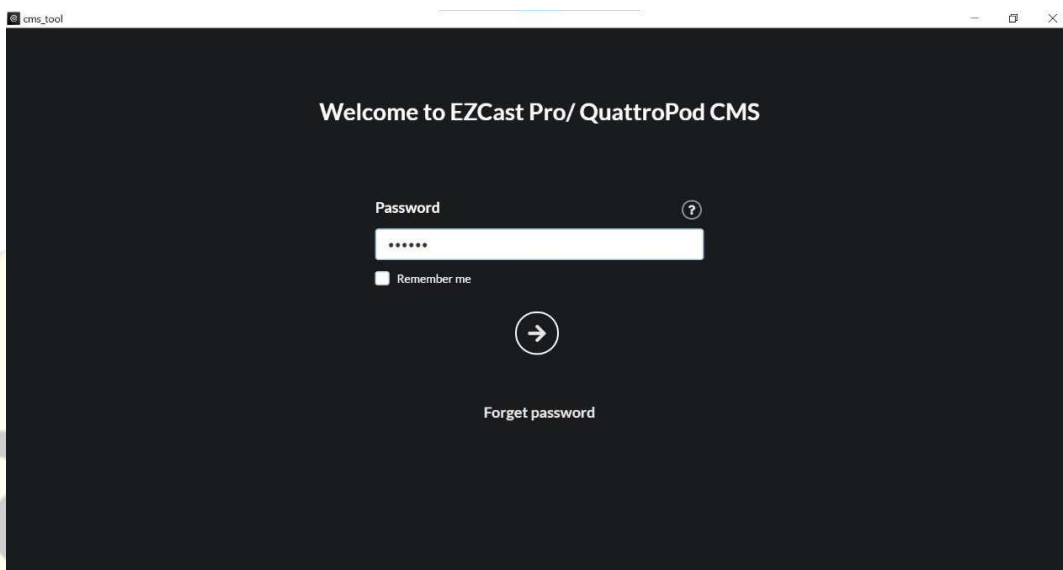 cms_tool
Welcome to EZCast Pro/ QuattroPod CMS
Password
?
••••••
Remember me
Forget password